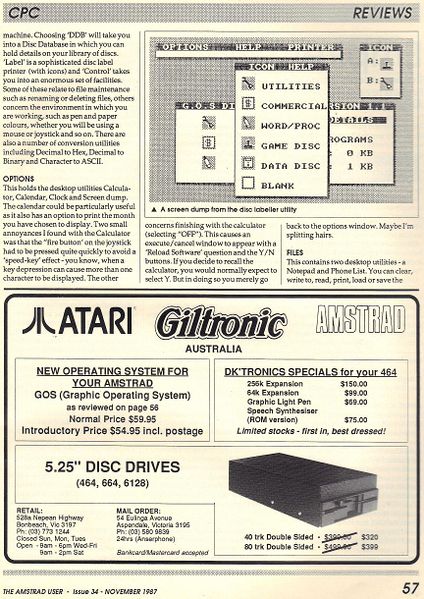 CPC
REVIEWS
machine. Choosing 'DDB' will take you
into a Disc Database in which you can
hold details on your library of discs.
'Label' is a sophisticated disc label
printer (with icons) and 'Control' takes
you into an enormous set of facilities.
Some of these relate to file maintenance
such as renaming or deleting files, others
concern the environment in which you
are working, such as pen and paper
colours, whether you will be using a
mouse or joystick and so on. There are
also a number of conversion utilities
including Decimal to Hex, Decimal to
Binary and Character to ASCII.
OPTIONS
This holds the desktop utilities Calcula-
tor, Calendar, Clock and Screen dump.
The calendar could be particularly useful
as it also has an option to print the month
you have chosen to display. Two small
annoyances I found with the Calculator
was that the "fire button' on the joystick
had to be pressed quite quickly to avoid a
'speed-key' effect - you know, when a
key depression can cause more than one
character to be displayed. The other
OPTIONS HELP PRINTER
ICON
A:
B:
ICON HELP
UTILITIES
COMMERCIAL
WORD/PROC
GAME DISC
DATA DISC
BLANK
G.O.S DI
ERSION 1.
DETAILS
ROGRAMS
: 0 KB
: 1 KB
▲ A screen dump from the disc labeller utility
concerns finishing with the calculator
(selecting "OFF"). This causes an
execute/cancel window to appear with a
'Reload Software' question and the Y/N
buttons. If you decide to recall the
calculator, you would normally expect to
select Y. But in doing so you merely go
back to the options window. Maybe I'm
splitting hairs.
FILES
This contains two desktop utilities - a
Notepad and Phone List. You can clear,
write to, read, print, load or save the
ATARI
Giltronic
AMSTRAD
AUSTRALIA
NEW OPERATING SYSTEM FOR
YOUR AMSTRAD
GOS (Graphic Operating System)
as reviewed on page 56
Normal Price $59.95
Introductory Price $54.95 incl. postage
DK'TRONICS SPECIALS for your 464
256k Expansion $150.00
64k Expansion $99.00
Graphic Light Pen $69.00
Speech Synthesiser
(ROM version) $75.00
Limited stocks - first in, best dressed!
5.25" DISC DRIVES
(464, 664, 6128)
RETAIL:
528a Nepean Highway
Bonbeach, Vic 3197
Ph: (03) 773 1244
Closed Sun, Mon, Tues
Open - 9am - 6pm Wed-Fri
9am - 2pm Sat
MAIL ORDER:
54 Eulinga Avenue
Aspendale, Victoria 3195
Ph: (03) 580 9839
24hrs (Anserphone)
Bankcard/Mastercard accepted
40 trk Double Sided - $399.00 $320
80 trk Double Sided - $499.00 $399
THE AMSTRAD USER - Issue 34 - NOVEMBER 1987
57